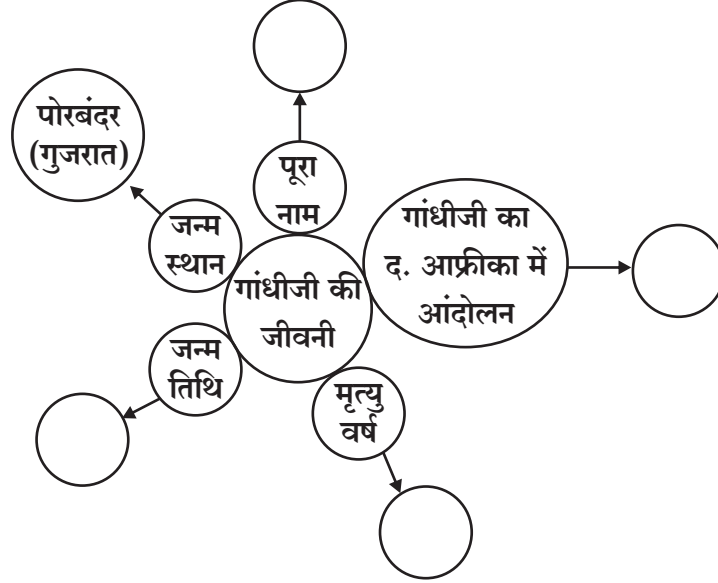 पोरबंदर
(गुजरात)
पूरा
नाम
जन्म
स्थान
गांधीजी का
द. आफ्रीका में
आंदोलन
गांधीजी की
जीवनी
जन्म
तिथि
मृत्यु
वर्ष